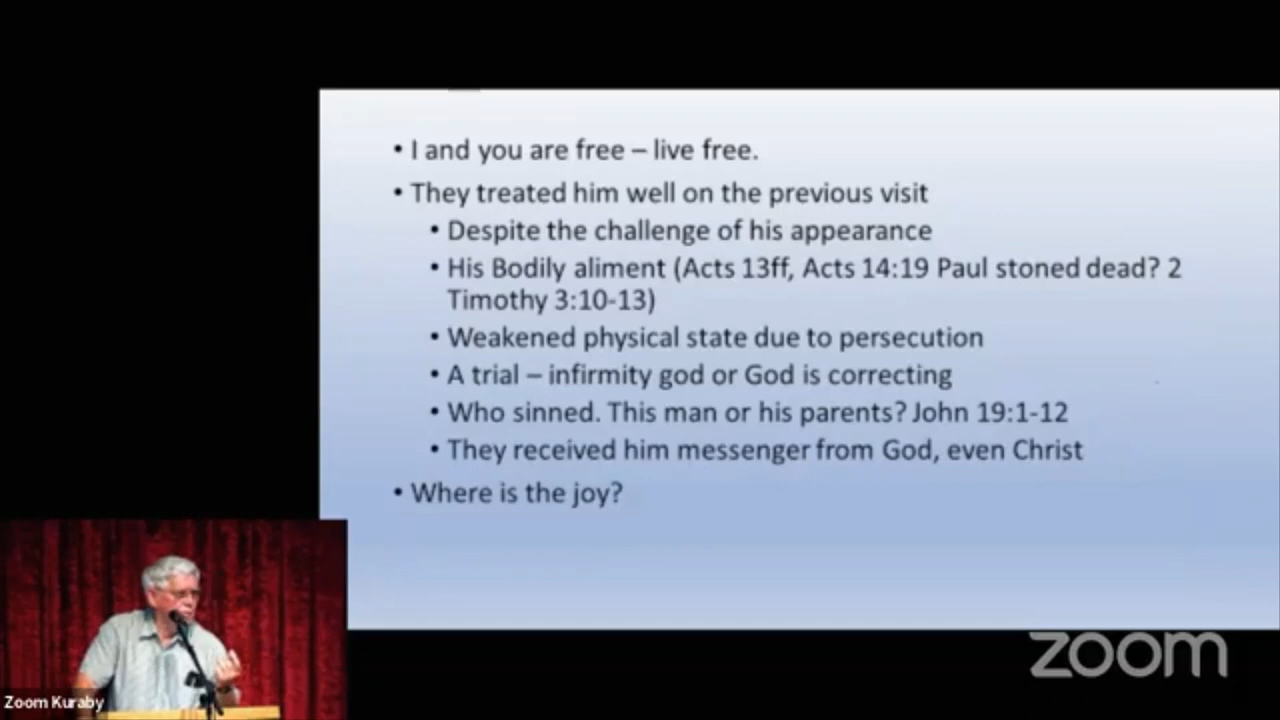 • I and you are free – live free.
• They treated him well on the previous visit
• Despite the challenge of his appearance
• His Bodily aliment (Acts 13ff, Acts 14:19 Paul stoned dead? 2
Timothy 3:10-13)
• Weakened physical state due to persecution
• A trial – infirmity god or God is correcting
• Who sinned. This man or his parents? John 19:1-12
• They received him messenger from God, even Christ
• Where is the joy?
zoom
Zoom Kuraby